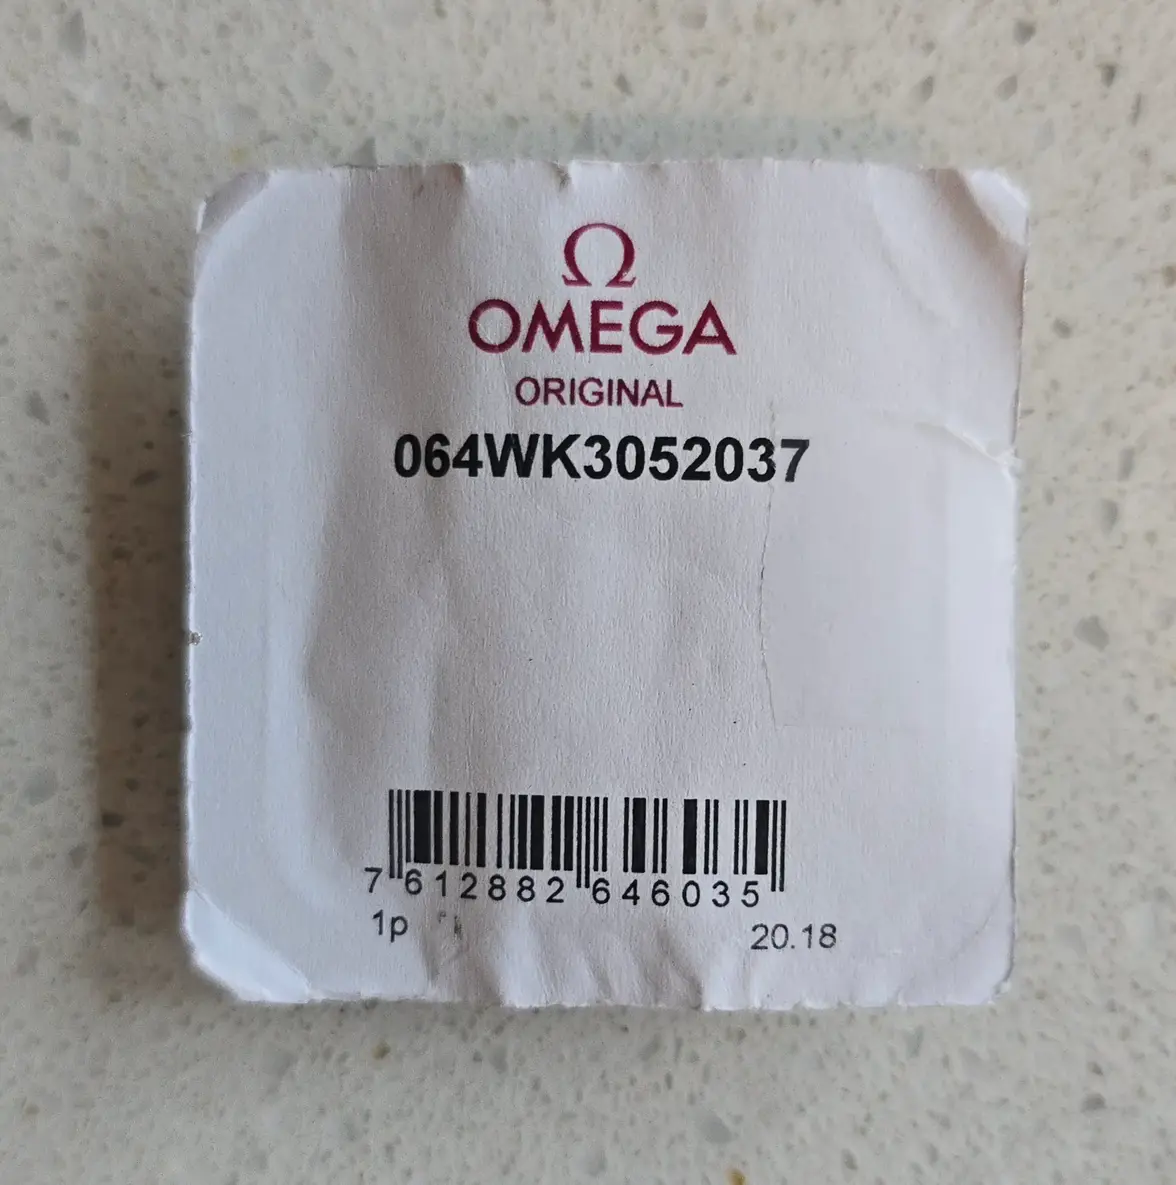 Ω
OMEGA
ORIGINAL
064WK3052037
7 612882 646035
1p
20.18